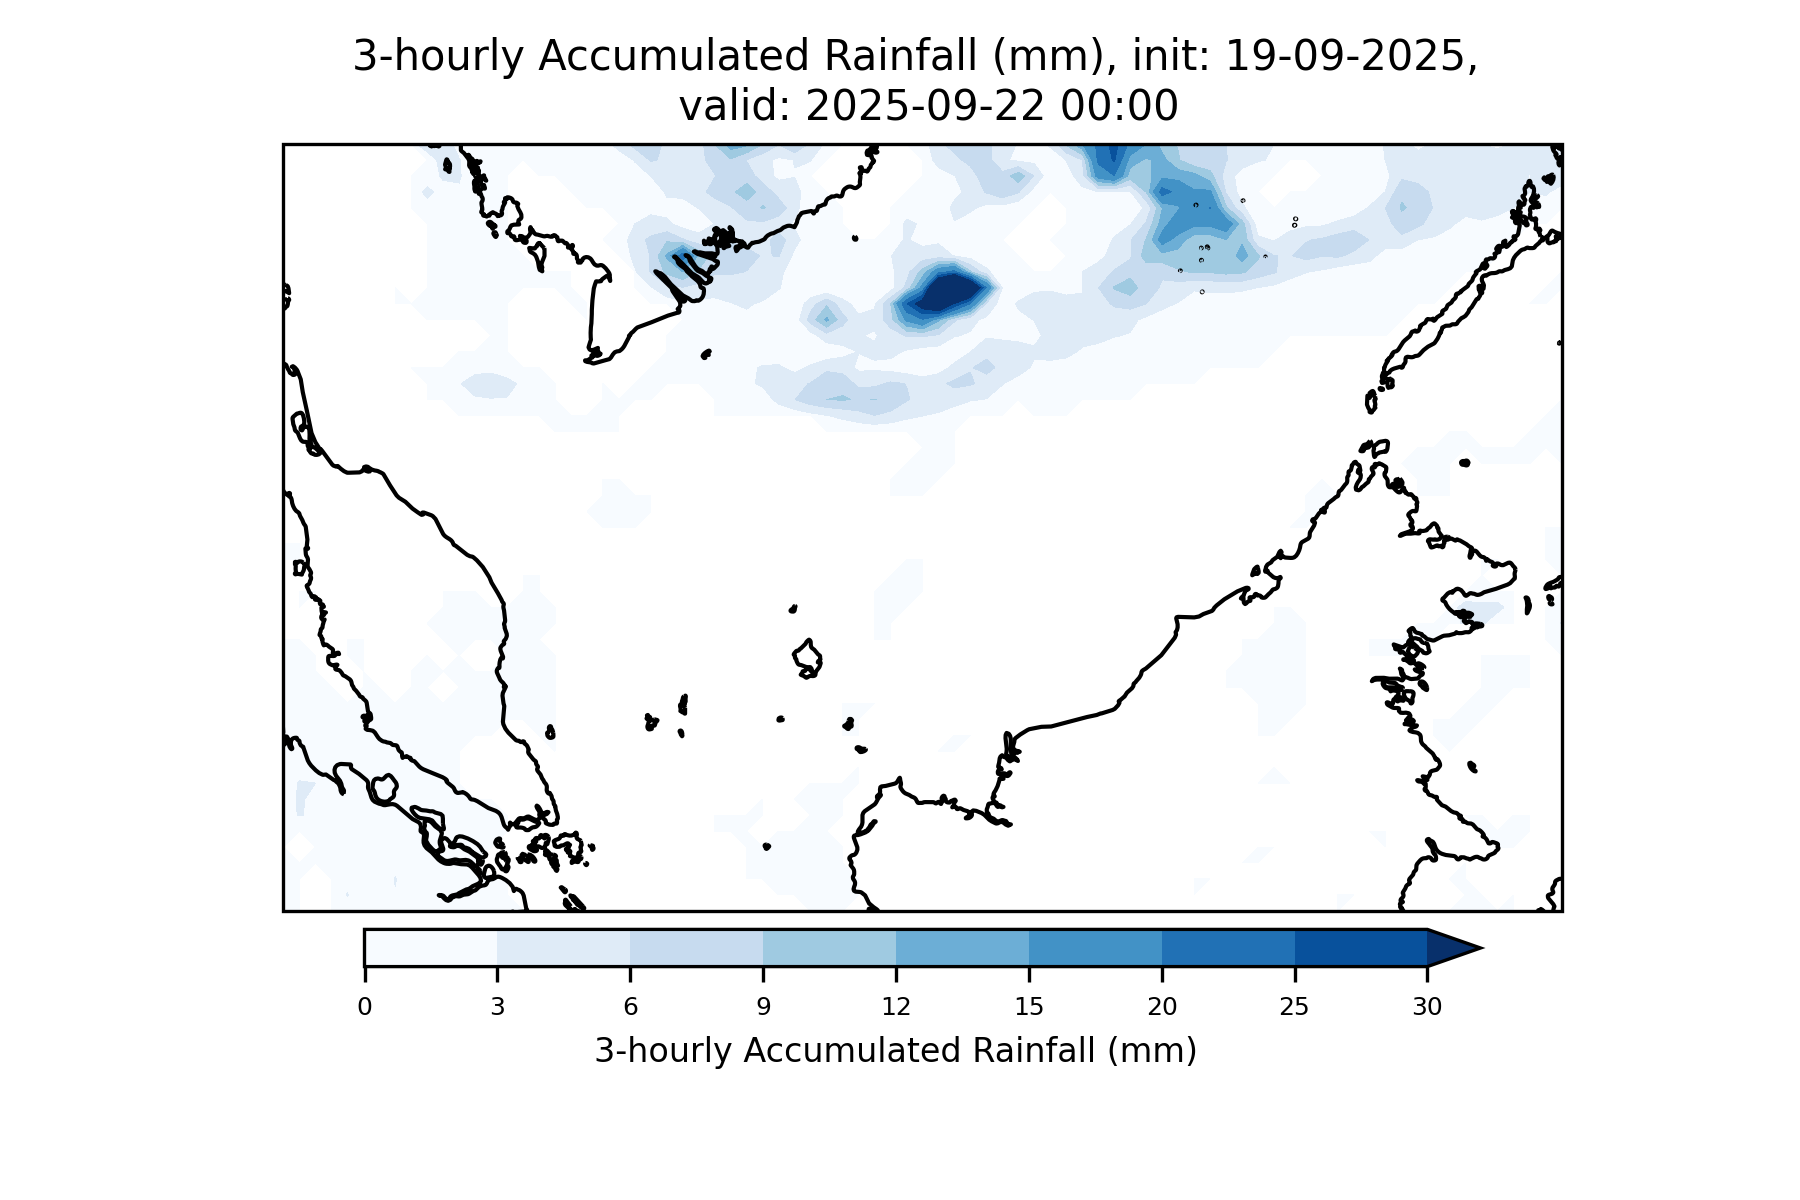 3-hourly Accumulated Rainfall (mm), init: 19-09-2025,
valid: 2025-09-22 00:00
0 3 6 9 12 15 20 25 30
3-hourly Accumulated Rainfall (mm)